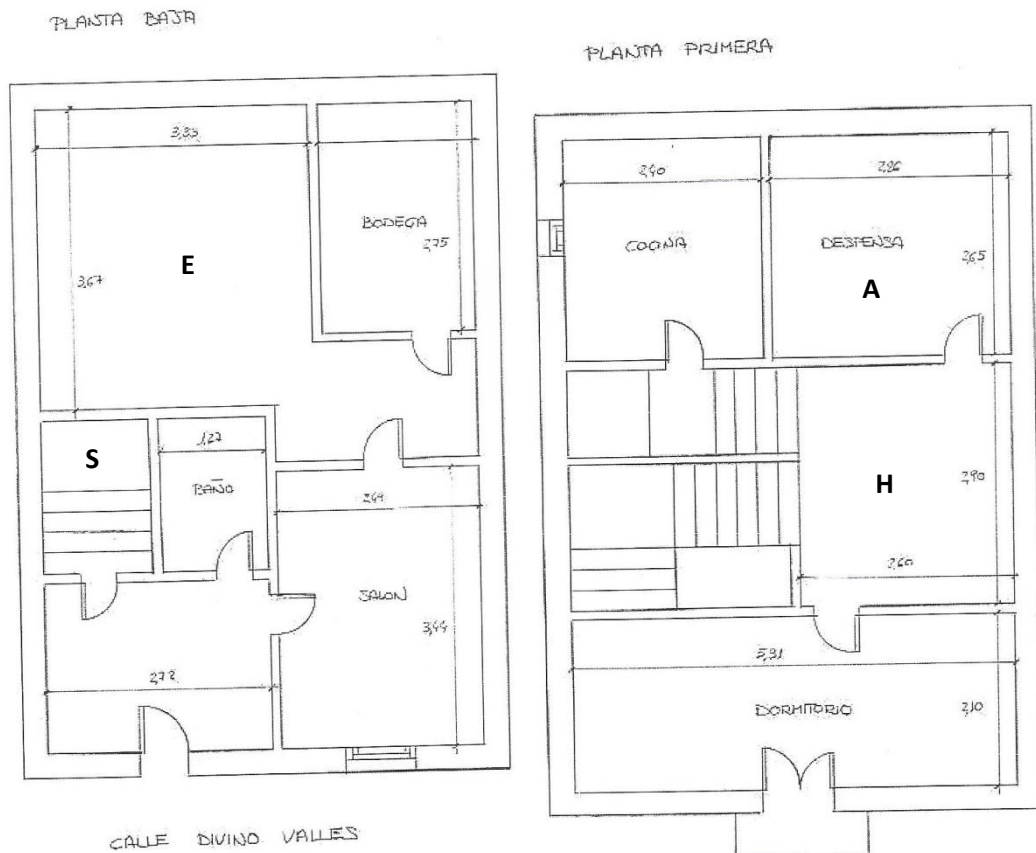 PLANTA BAJA
3,33
BODEGA
2,75
E
3,67
S
1,27
BAÑO
2,64
SALON
3,44
2,72
CALLE DIVINO VALLES
PLANTA PRIMERA
2,40
2,86
COCINA
DESPENSA
2,65
A
H
2,90
2,60
5,31
DORMITORIO
2,10